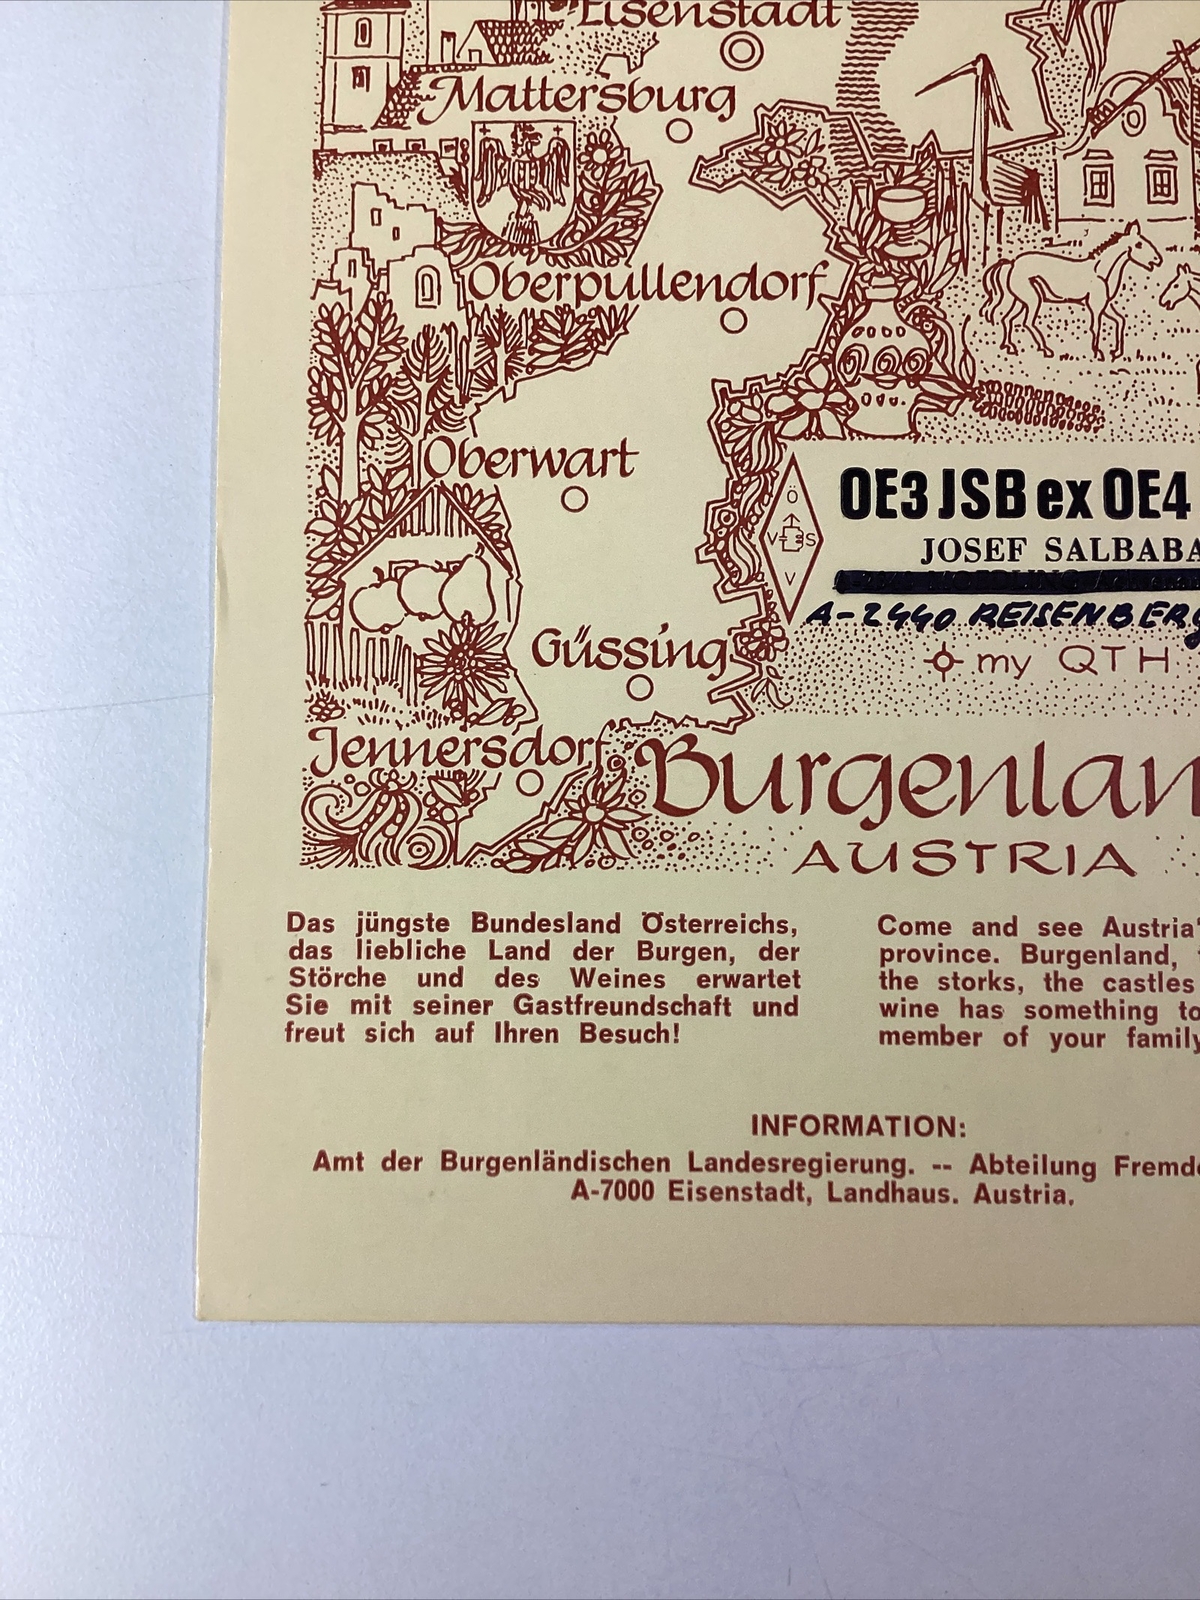 Eisenstadt
Mattersburg
Oberpullendorf
Oberwart
Güssing
Jennersdorf
Ö
V S
V
OE3 JSB ex OE4
JOSEF SALBABA
A-2440 REISENBERG
my QTH
Burgenlan
AUSTRIA
Das jüngste Bundesland Österreichs,
das liebliche Land der Burgen, der
Störche und des Weines erwartet
Sie mit seiner Gastfreundschaft und
freut sich auf Ihren Besuch!
Come and see Austria'
province. Burgenland,
the storks, the castles
wine has something to
member of your family
INFORMATION:
Amt der Burgenländischen Landesregierung. -- Abteilung Fremd
A-7000 Eisenstadt, Landhaus. Austria.